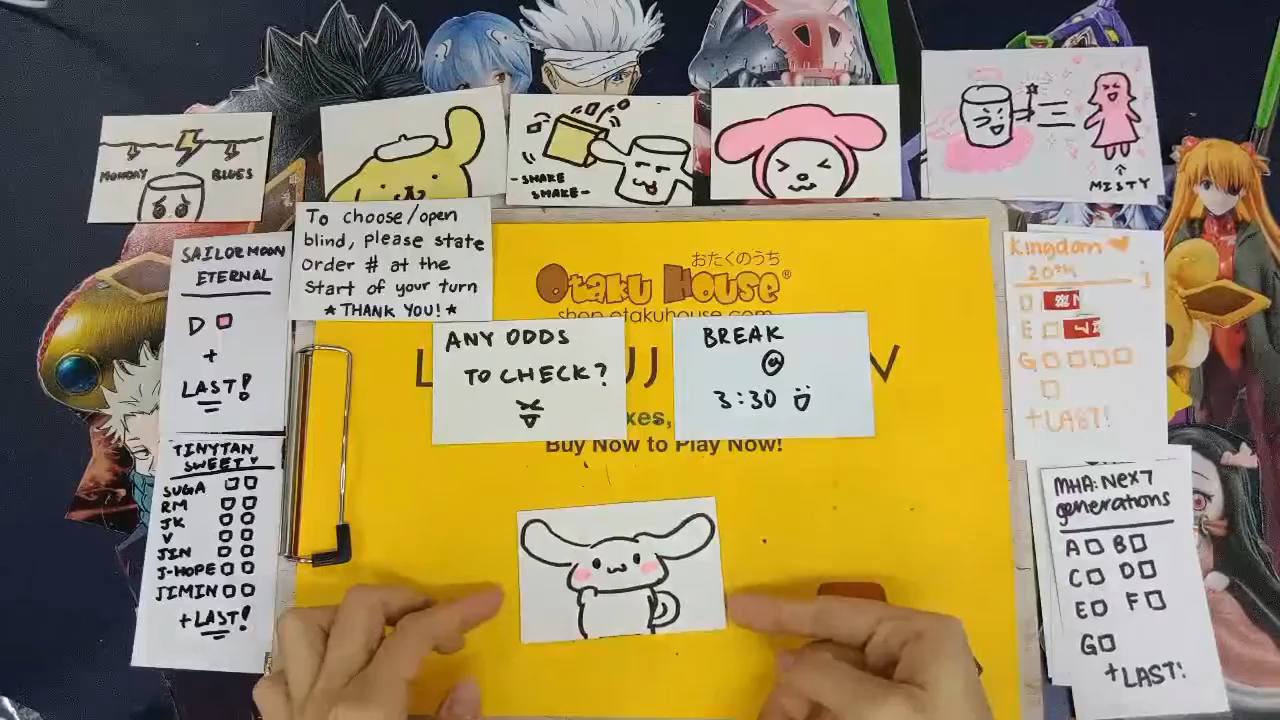 MONDAY BLUES
-SHAKE
SHAKE-
MISTY
To choose/open
blind, please state
Order # at the
Start of your turn
★THANK YOU!★
SAILORMOON
ETERNAL
D
+
LAST!
TINYTAN
SWEET
SUGA
RM
JK
V
JIN
J-HOPE
JIMIN
+LAST!
おたくのうち
Otaku House®
shop.otakuhouse.com
ANY ODDS
TO CHECK?
BREAK
@
3:30
Buy Now to Play Now!
Kingdom
20th
D
E
G
+LAST!
MHA: Next
generations
A B
C D
E F
G
+LAST!